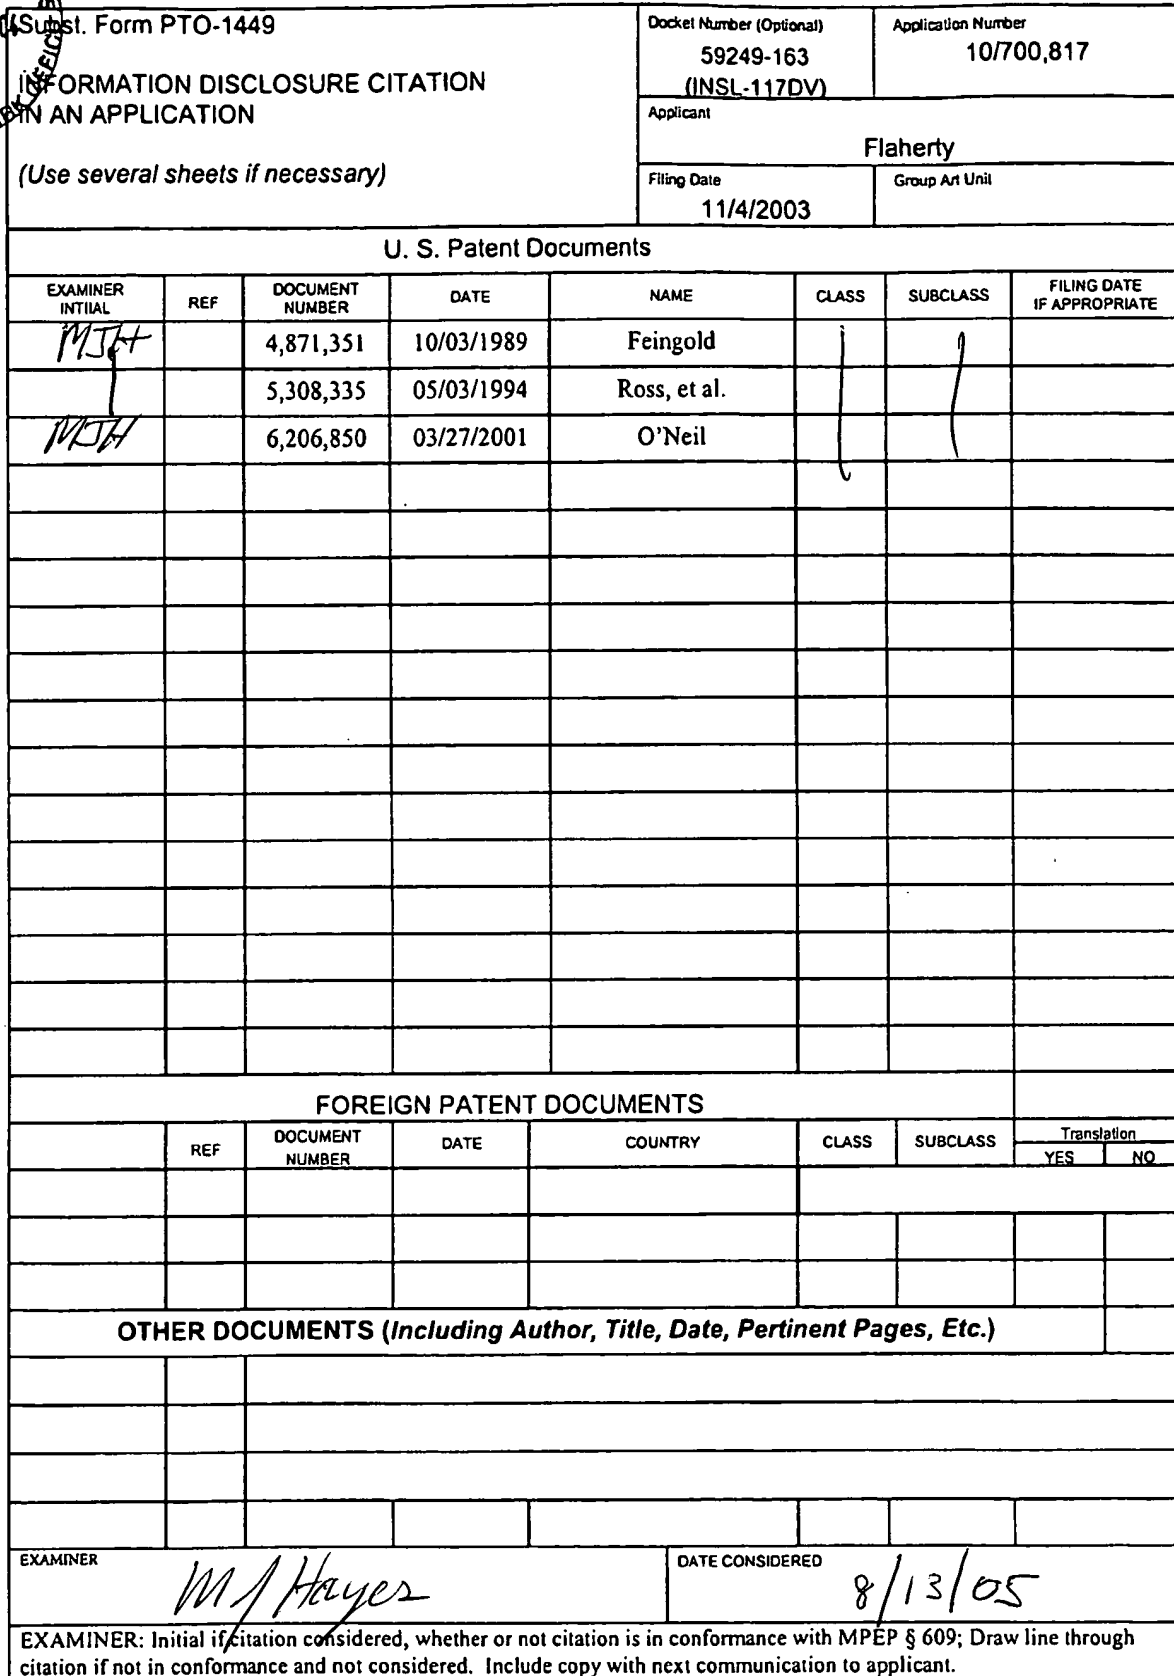 Subst. Form PTO-1449
INFORMATION DISCLOSURE CITATION
IN AN APPLICATION
(Use several sheets if necessary)
Docket Number (Optional)
59249-163
(INSL-117DV)
Application Number
10/700,817
Applicant
Flaherty
Filing Date
11/4/2003
Group Art Unit
U. S. Patent Documents
EXAMINER INTIIAL REF DOCUMENT NUMBER DATE NAME CLASS SUBCLASS FILING DATE IF APPROPRIATE
MJH 4,871,351 10/03/1989 Feingold
5,308,335 05/03/1994 Ross, et al.
MJH 6,206,850 03/27/2001 O'Neil
FOREIGN PATENT DOCUMENTS
REF DOCUMENT NUMBER DATE COUNTRY CLASS SUBCLASS Translation YES NO
OTHER DOCUMENTS (Including Author, Title, Date, Pertinent Pages, Etc.)
EXAMINER
M J Hayes
DATE CONSIDERED
8/13/05
EXAMINER: Initial if citation considered, whether or not citation is in conformance with MPEP § 609; Draw line through
citation if not in conformance and not considered. Include copy with next communication to applicant.